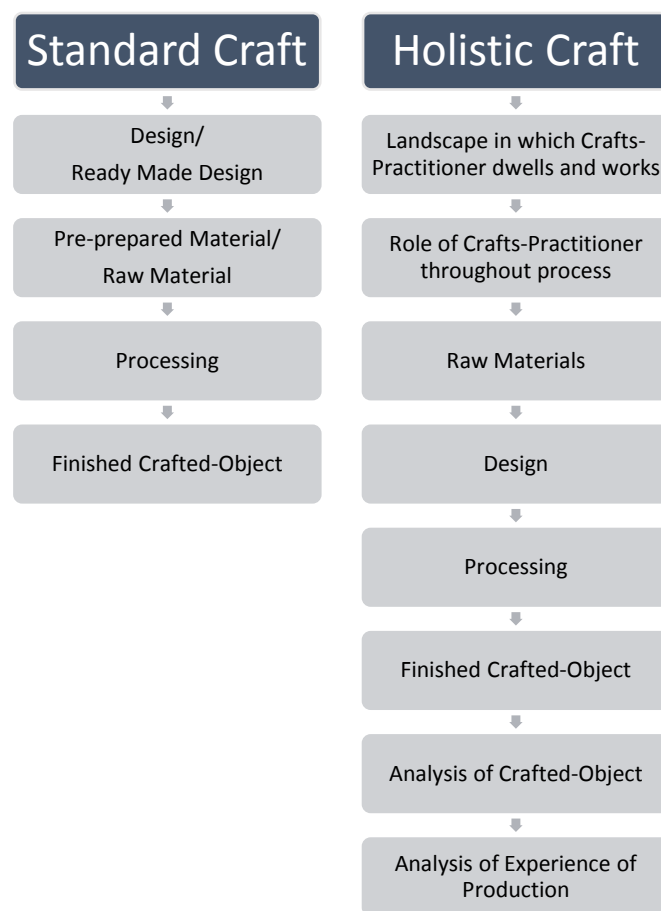 Standard Craft
Design/
Ready Made Design
Pre-prepared Material/
Raw Material
Processing
Finished Crafted-Object
Holistic Craft
Landscape in which Crafts-
Practitioner dwells and works
Role of Crafts-Practitioner
throughout process
Raw Materials
Design
Processing
Finished Crafted-Object
Analysis of Crafted-Object
Analysis of Experience of
Production